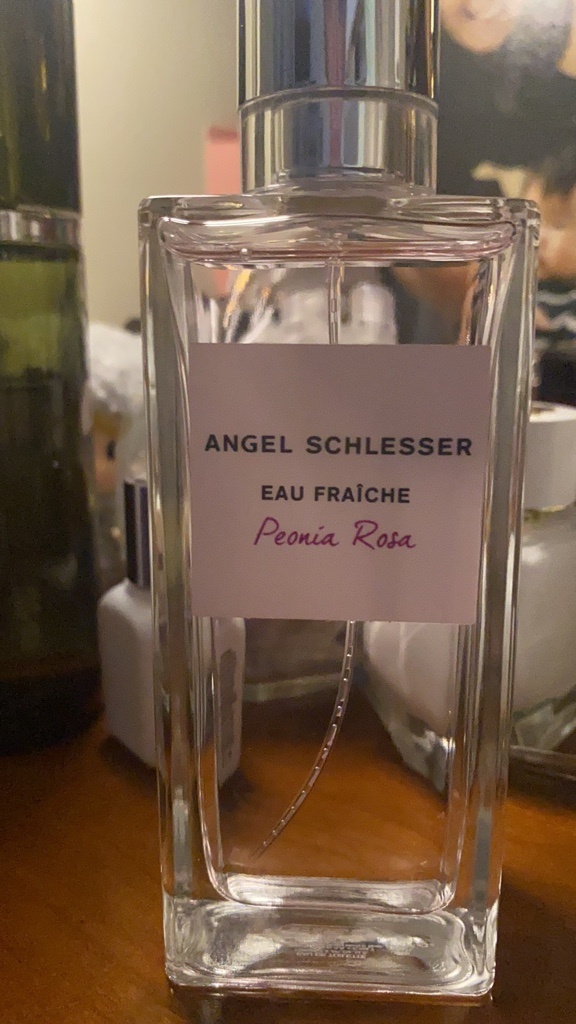 ANGEL SCHLESSER
EAU FRAÎCHE
Peonia Rosa